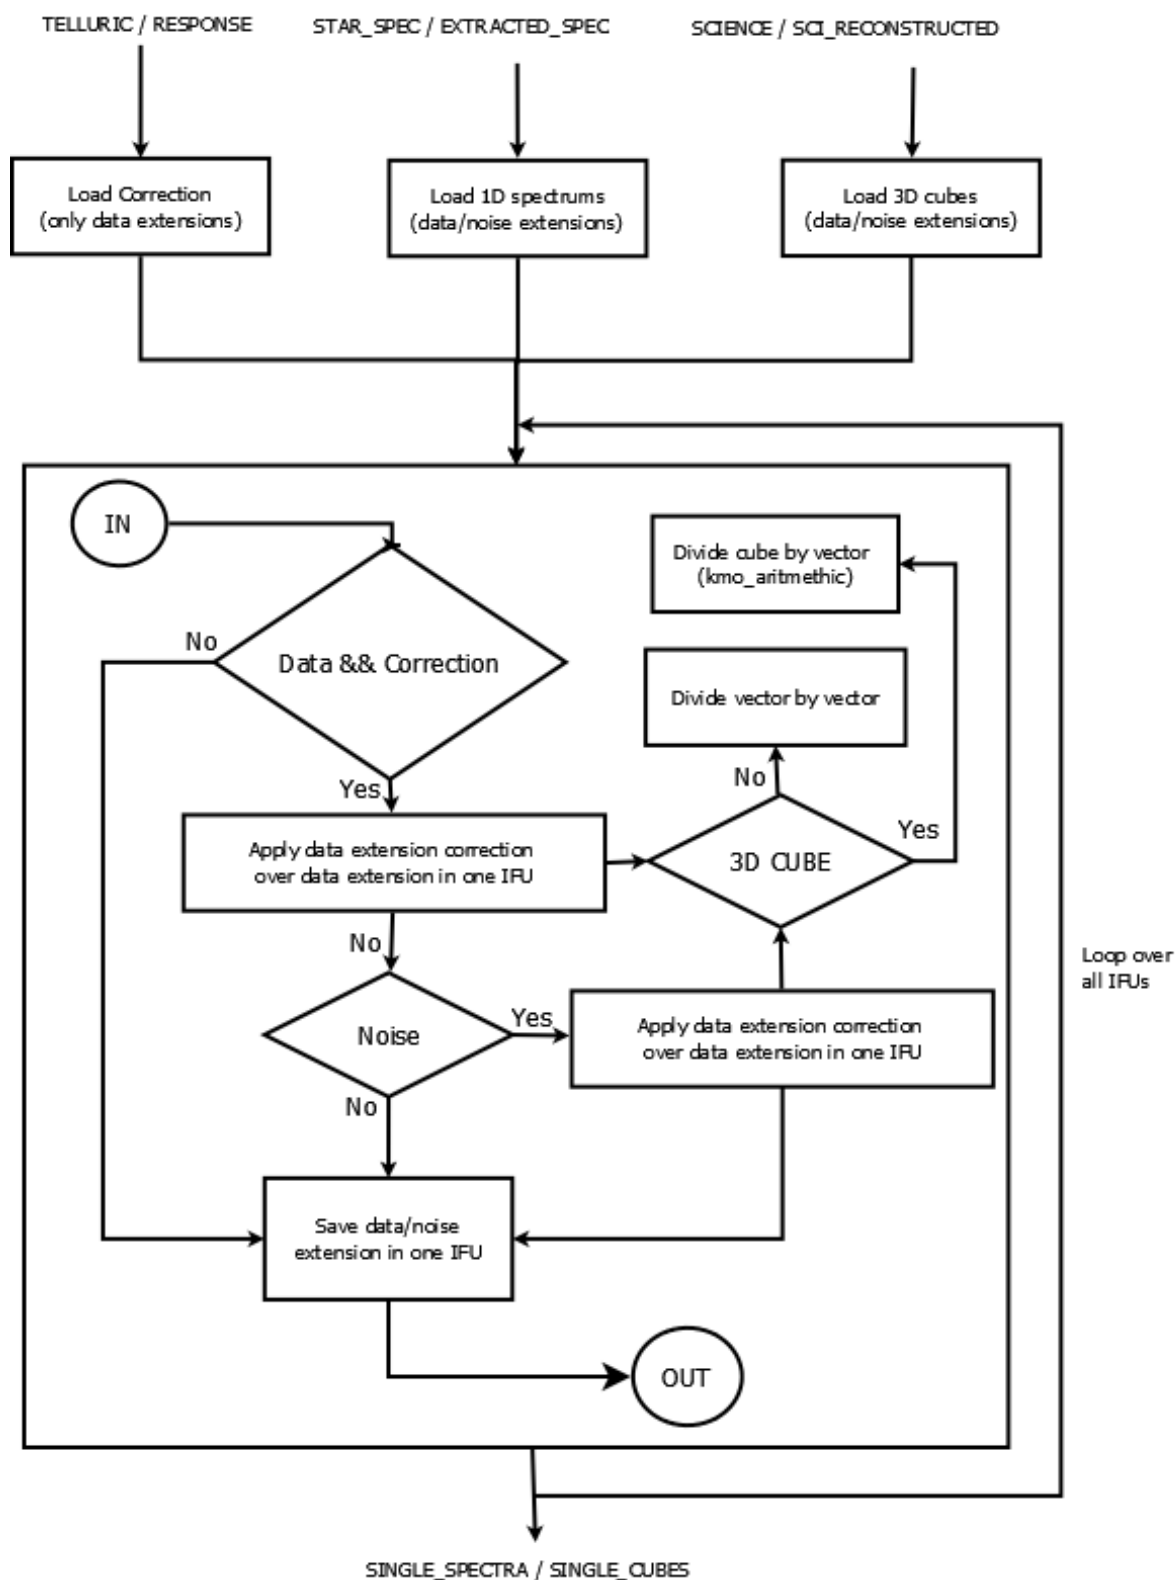 TELLURIC / RESPONSE
STAR_SPEC / EXTRACTED_SPEC
SCIENCE / SCI_RECONSTRUCTED
Load Correction
(only data extensions)
Load 1D spectrums
(data/noise extensions)
Load 3D cubes
(data/noise extensions)
IN
Divide cube by vector
(kmo_aritmethic)
No
Data && Correction
Divide vector by vector
Yes
No
Yes
Apply data extension correction
over data extension in one IFU
3D CUBE
No
Loop over
all IFUs
Noise
Yes
Apply data extension correction
over data extension in one IFU
No
Save data/noise
extension in one IFU
OUT
SINGLE_SPECTRA / SINGLE_CUBES